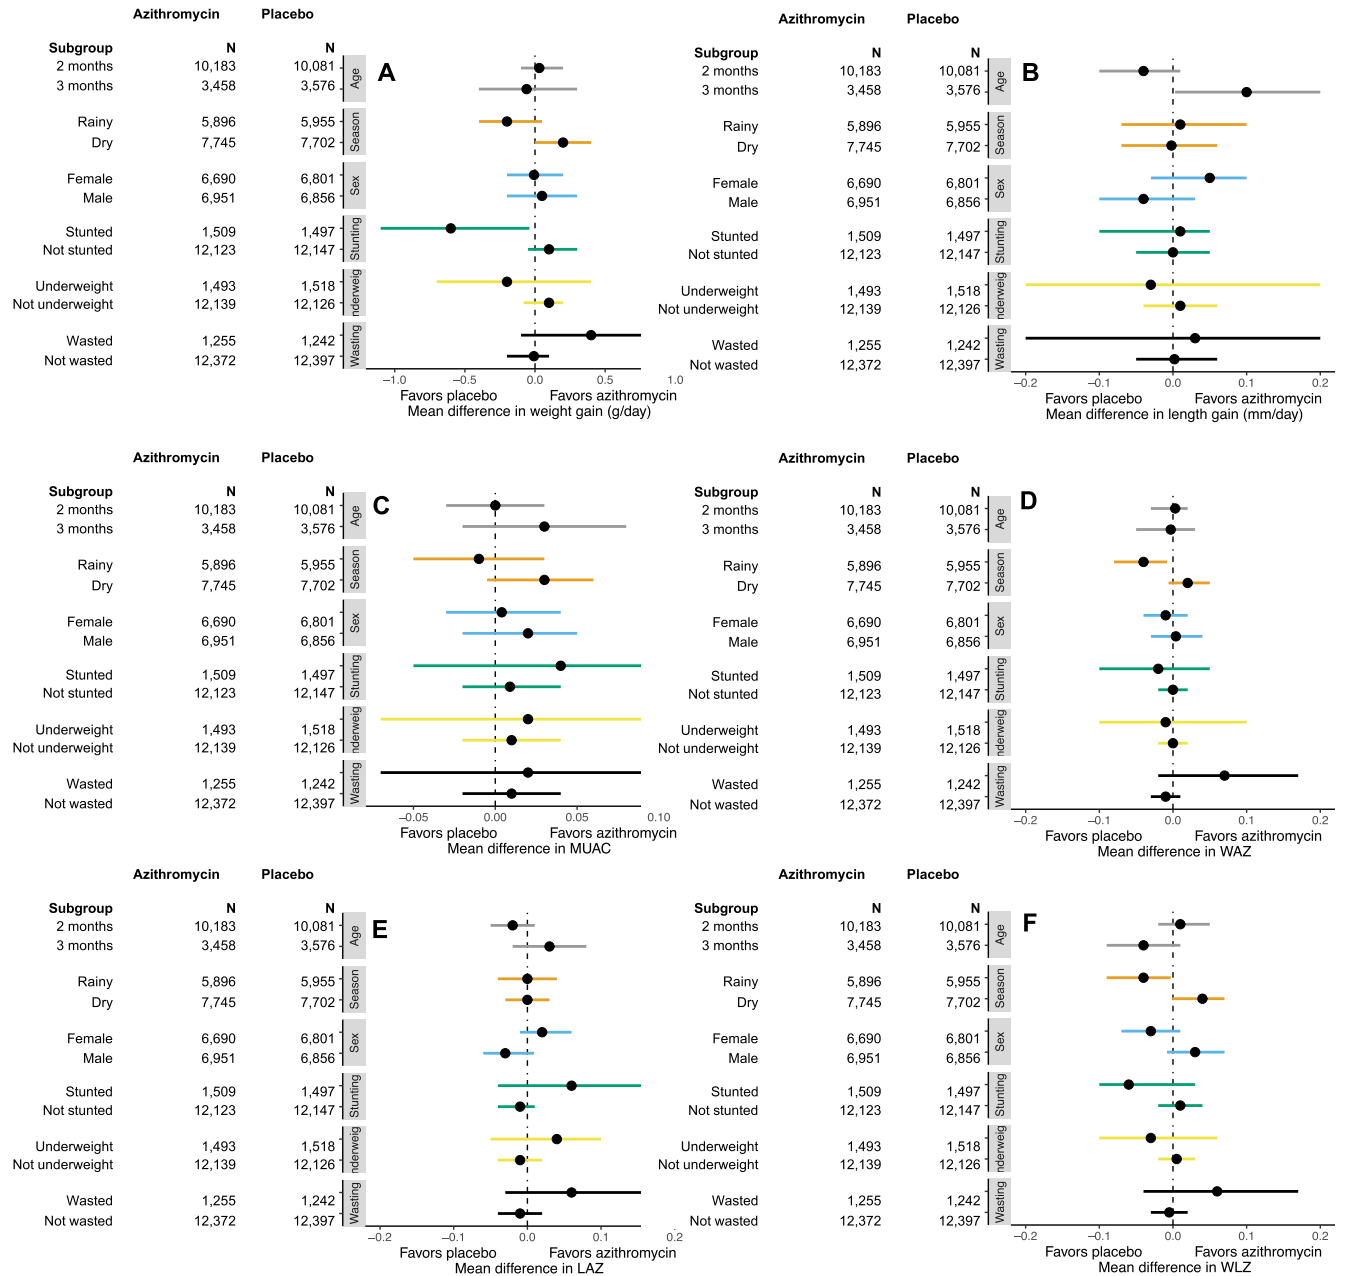 Azithromycin Placebo
Subgroup N N
2 months 10,183 10,081
3 months 3,458 3,576
Rainy 5,896 5,955
Dry 7,745 7,702
Female 6,690 6,801
Male 6,951 6,856
Stunted 1,509 1,497
Not stunted 12,123 12,147
Underweight 1,493 1,518
Not underweight 12,139 12,126
Wasted 1,255 1,242
Not wasted 12,372 12,397
Age
Season
Sex
Stunting
nderweig
Wasting
A
−1.0 −0.5 0.0 0.5 1.0
Favors placebo Favors azithromycin
Mean difference in weight gain (g/day)
Azithromycin Placebo
Subgroup N N
2 months 10,183 10,081
3 months 3,458 3,576
Rainy 5,896 5,955
Dry 7,745 7,702
Female 6,690 6,801
Male 6,951 6,856
Stunted 1,509 1,497
Not stunted 12,123 12,147
Underweight 1,493 1,518
Not underweight 12,139 12,126
Wasted 1,255 1,242
Not wasted 12,372 12,397
Age
Season
Sex
Stunting
nderweig
Wasting
B
−0.2 −0.1 0.0 0.1 0.2
Favors placebo Favors azithromycin
Mean difference in length gain (mm/day)
Azithromycin Placebo
Subgroup N N
2 months 10,183 10,081
3 months 3,458 3,576
Rainy 5,896 5,955
Dry 7,745 7,702
Female 6,690 6,801
Male 6,951 6,856
Stunted 1,509 1,497
Not stunted 12,123 12,147
Underweight 1,493 1,518
Not underweight 12,139 12,126
Wasted 1,255 1,242
Not wasted 12,372 12,397
Age
Season
Sex
Stunting
nderweig
Wasting
C
−0.05 0.00 0.05 0.10
Favors placebo Favors azithromycin
Mean difference in MUAC
Azithromycin Placebo
Subgroup N N
2 months 10,183 10,081
3 months 3,458 3,576
Rainy 5,896 5,955
Dry 7,745 7,702
Female 6,690 6,801
Male 6,951 6,856
Stunted 1,509 1,497
Not stunted 12,123 12,147
Underweight 1,493 1,518
Not underweight 12,139 12,126
Wasted 1,255 1,242
Not wasted 12,372 12,397
Age
Season
Sex
Stunting
nderweig
Wasting
D
−0.2 −0.1 0.0 0.1 0.2
Favors placebo Favors azithromycin
Mean difference in WAZ
Azithromycin Placebo
Subgroup N N
2 months 10,183 10,081
3 months 3,458 3,576
Rainy 5,896 5,955
Dry 7,745 7,702
Female 6,690 6,801
Male 6,951 6,856
Stunted 1,509 1,497
Not stunted 12,123 12,147
Underweight 1,493 1,518
Not underweight 12,139 12,126
Wasted 1,255 1,242
Not wasted 12,372 12,397
Age
Season
Sex
Stunting
nderweig
Wasting
E
−0.2 −0.1 0.0 0.1 0.2
Favors placebo Favors azithromycin
Mean difference in LAZ
Azithromycin Placebo
Subgroup N N
2 months 10,183 10,081
3 months 3,458 3,576
Rainy 5,896 5,955
Dry 7,745 7,702
Female 6,690 6,801
Male 6,951 6,856
Stunted 1,509 1,497
Not stunted 12,123 12,147
Underweight 1,493 1,518
Not underweight 12,139 12,126
Wasted 1,255 1,242
Not wasted 12,372 12,397
Age
Season
Sex
Stunting
nderweig
Wasting
F
−0.2 −0.1 0.0 0.1 0.2
Favors placebo Favors azithromycin
Mean difference in WLZ